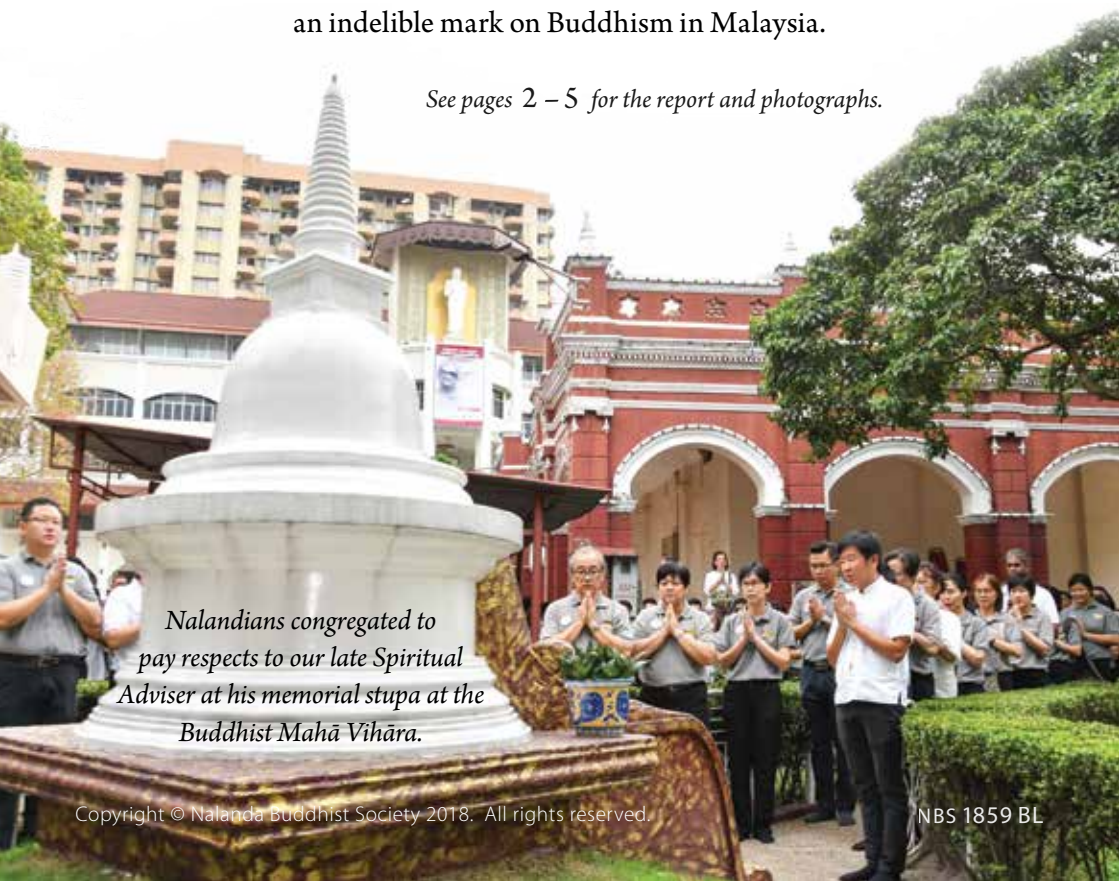 an indelible mark on Buddhism in Malaysia.
See pages 2 – 5 for the report and photographs.
Nalandians congregated to
pay respects to our late Spiritual
Adviser at his memorial stupa at the
Buddhist Mahā Vihāra.
Copyright © Nalanda Buddhist Society 2018. All rights reserved.
NBS 1859 BL